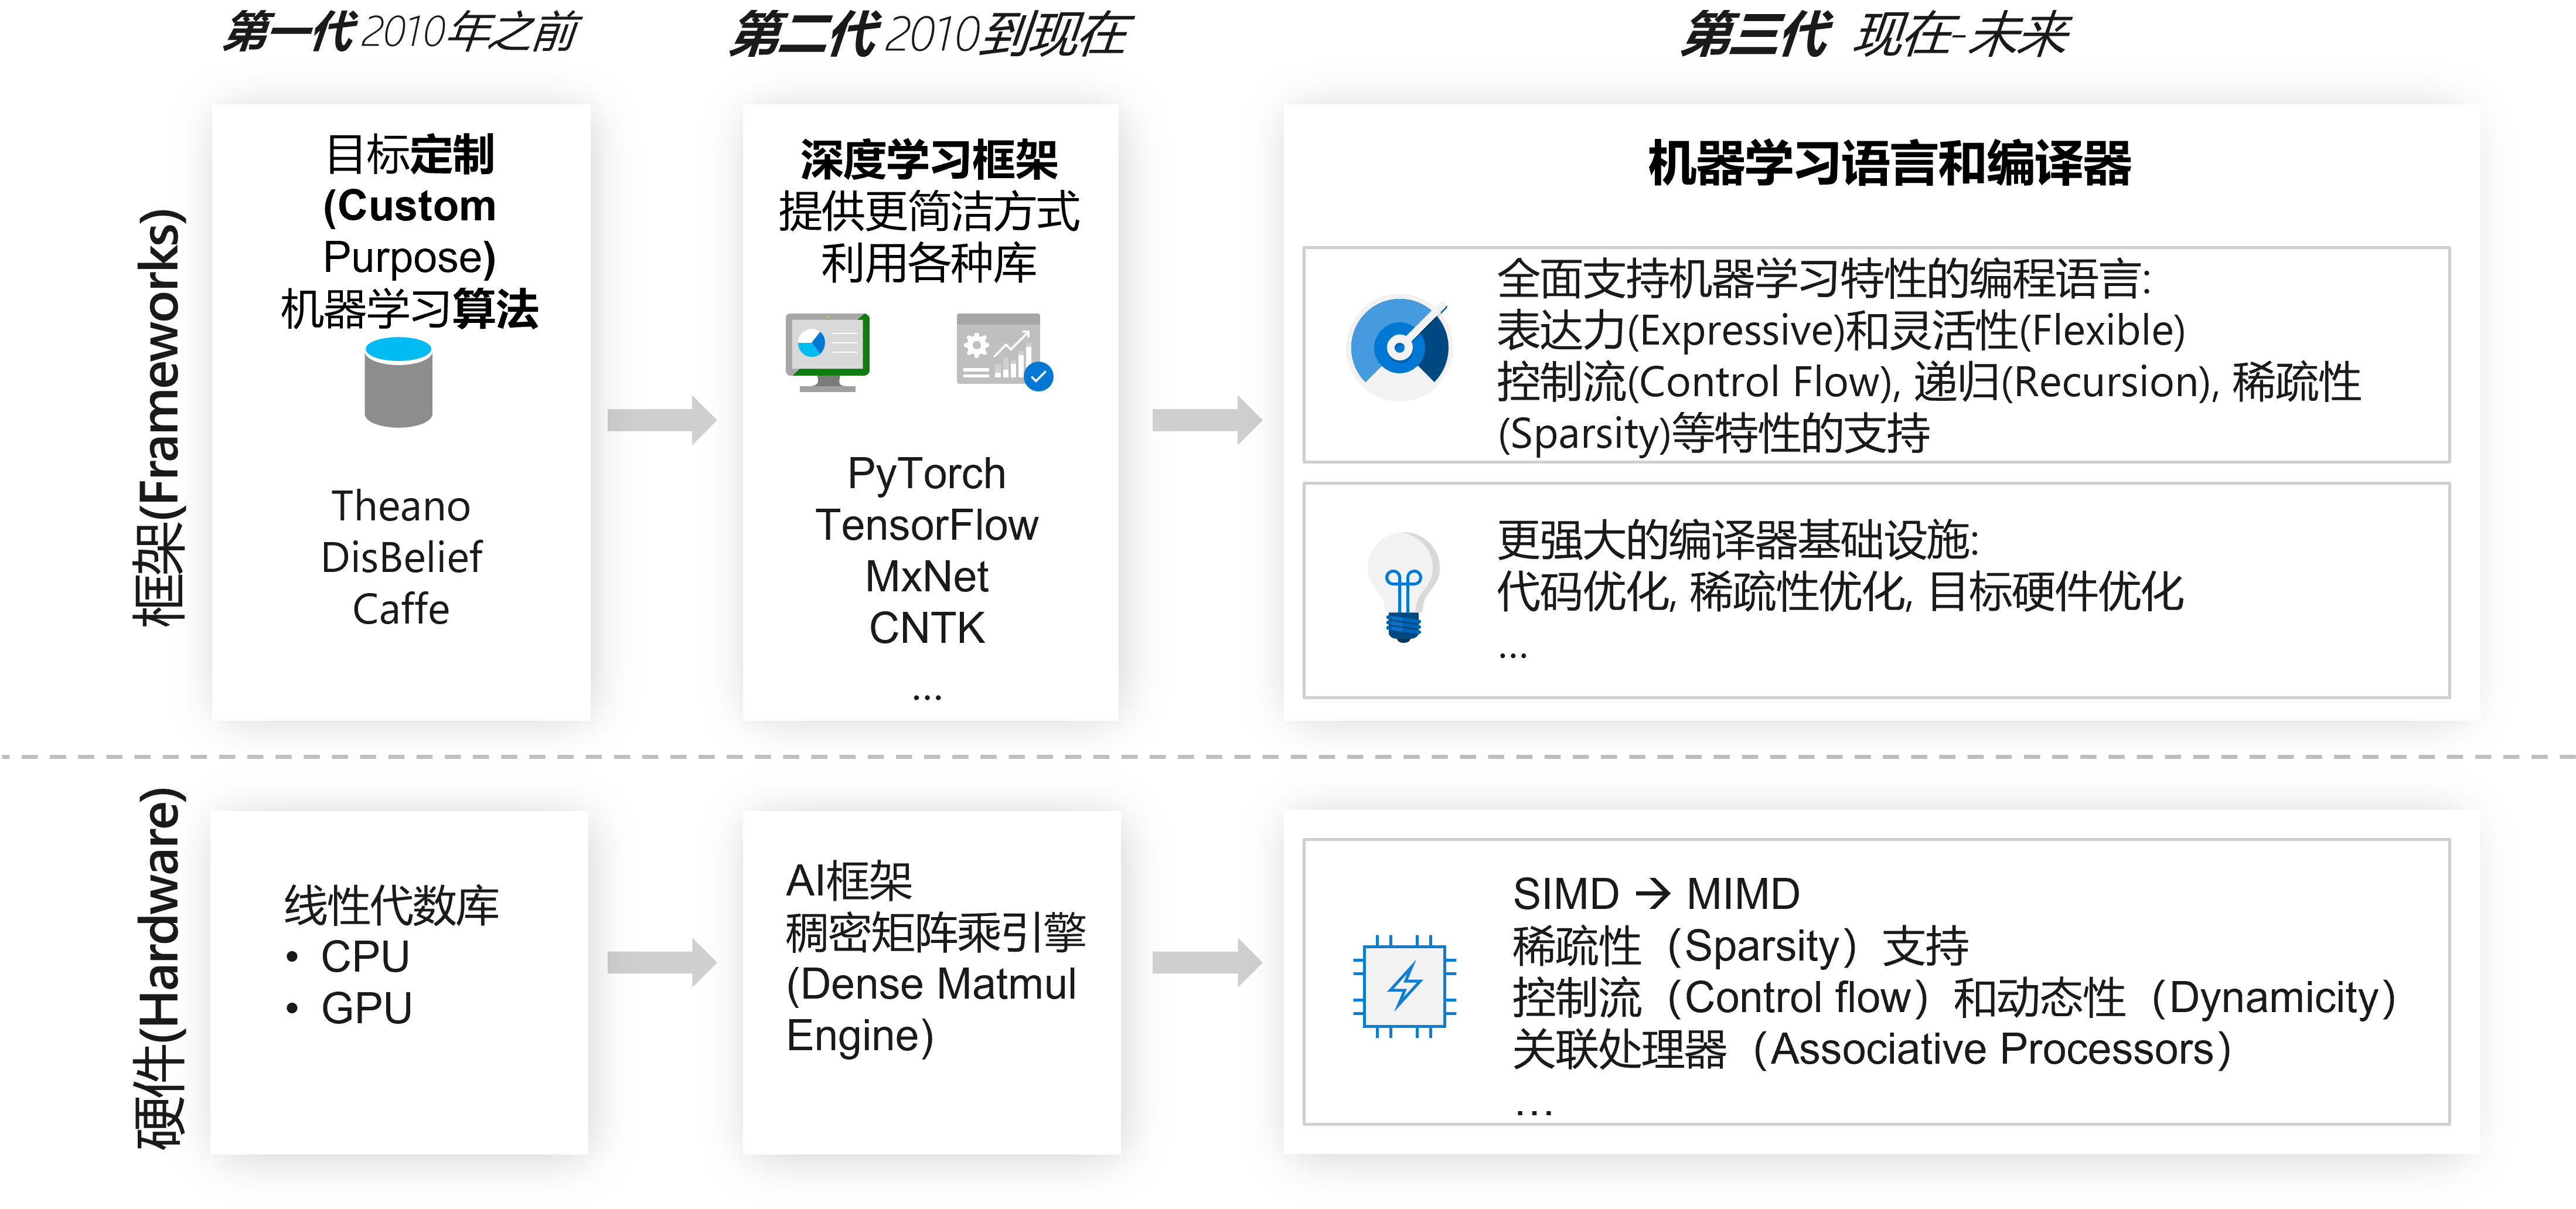 第一代 2010年之前
第二代 2010到现在
第三代 现在-未来
框架(Frameworks)
目标定制
(Custom
Purpose)
机器学习算法
Theano
DisBelief
Caffe
深度学习框架
提供更简洁方式
利用各种库
PyTorch
TensorFlow
MxNet
CNTK
...
机器学习语言和编译器
全面支持机器学习特性的编程语言:
表达力(Expressive)和灵活性(Flexible)
控制流(Control Flow), 递归(Recursion), 稀疏性
(Sparsity)等特性的支持
更强大的编译器基础设施:
代码优化, 稀疏性优化, 目标硬件优化
...
硬件(Hardware)
线性代数库
• CPU
• GPU
AI框架
稠密矩阵乘引擎
(Dense Matmul
Engine)
SIMD → MIMD
稀疏性（Sparsity）支持
控制流（Control flow）和动态性（Dynamicity）
关联处理器（Associative Processors）
…